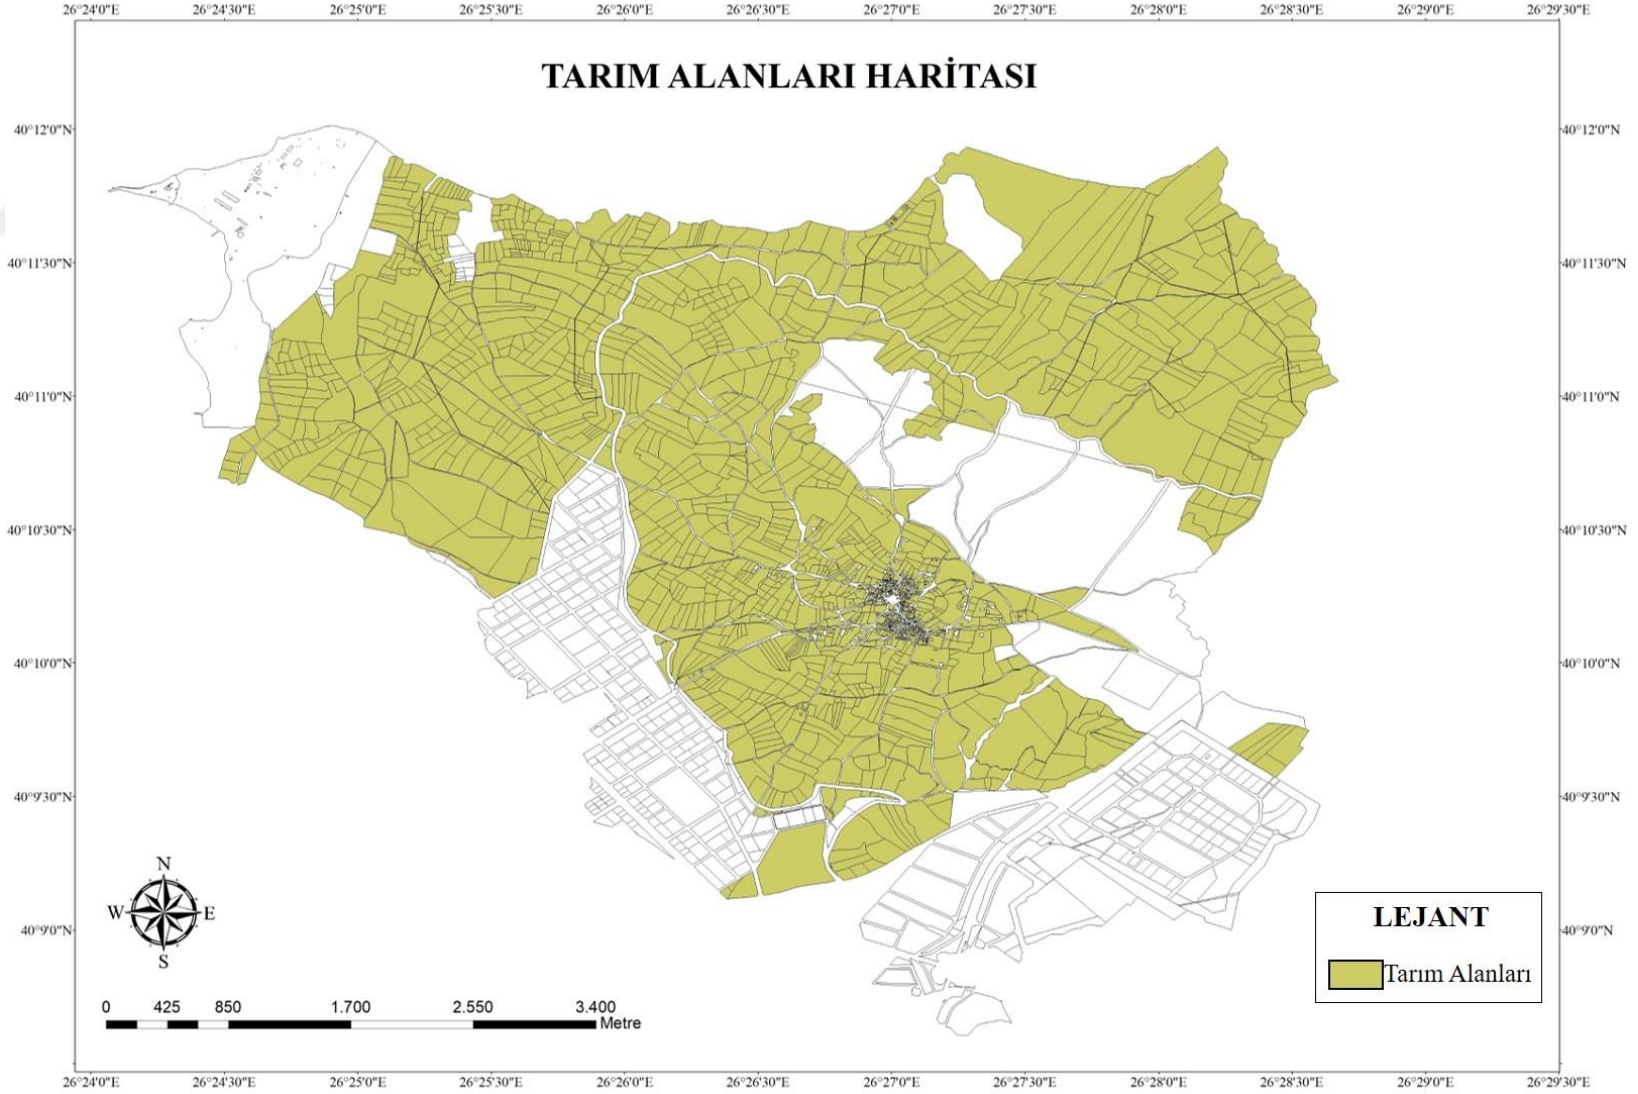 26°24'0"E 26°24'30"E 26°25'0"E 26°25'30"E 26°26'0"E 26°26'30"E 26°27'0"E 26°27'30"E 26°28'0"E 26°28'30"E 26°29'0"E 26°29'30"E
TARIM ALANLARI HARİTASI
40°12'0"N 40°12'0"N
40°11'30"N 40°11'30"N
40°11'0"N 40°11'0"N
40°10'30"N 40°10'30"N
40°10'0"N 40°10'0"N
40°9'30"N 40°9'30"N
40°9'0"N 40°9'0"N
N
W E
S
LEJANT
Tarım Alanları
0 425 850 1.700 2.550 3.400
Metre
26°24'0"E 26°24'30"E 26°25'0"E 26°25'30"E 26°26'0"E 26°26'30"E 26°27'0"E 26°27'30"E 26°28'0"E 26°28'30"E 26°29'0"E 26°29'30"E